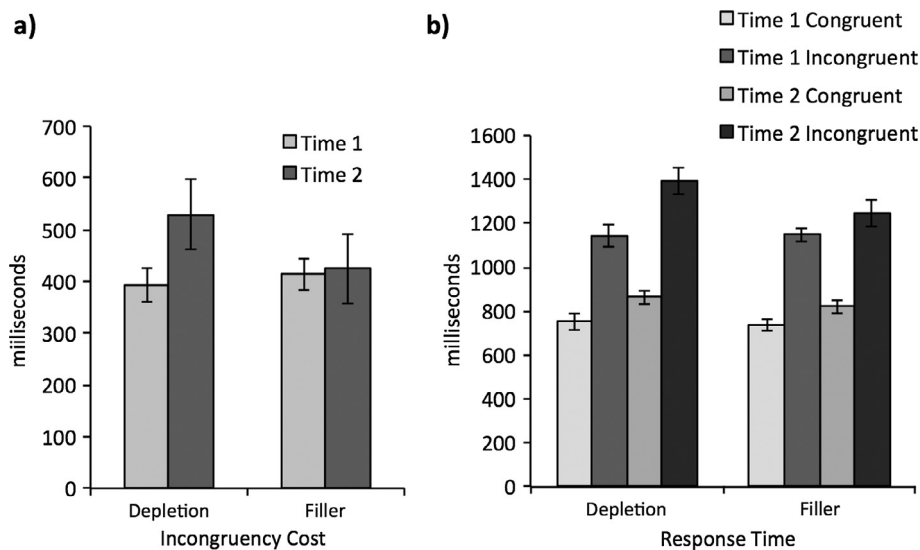 a)
700
600
500
400
300
200
100
0
miilliseconds
Time 1
Time 2
Depletion
Filler
Incongruency Cost
b)
Time 1 Congruent
Time 1 Incongruent
Time 2 Congruent
Time 2 Incongruent
1600
1400
1200
1000
800
600
400
200
0
milliseconds
Depletion
Filler
Response Time